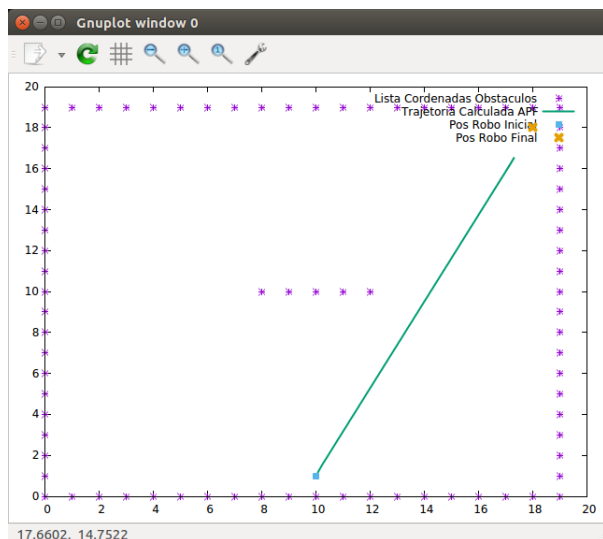 Gnuplot window 0
20
18
16
14
12
10
8
6
4
2
0
Lista Cordenadas Obstaculos
Trajetoria Calculada APF
Pos Robo Inicial
Pos Robo Final
0 2 4 6 8 10 12 14 16 18 20
17.6602, 14.7522